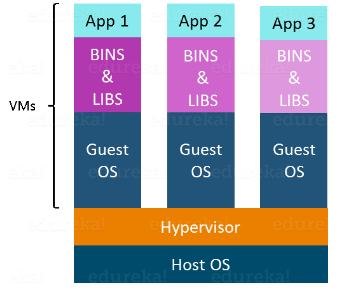 App 1
App 2
App 3
BINS
&
LIBS
BINS
&
LIBS
BINS
&
LIBS
VMs
Guest
OS
Guest
OS
Guest
OS
Hypervisor
Host OS
edureka!